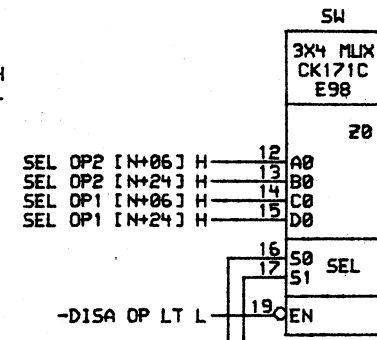 SW
3X4 MUX
CK171C
E98
Z0
SEL OP2 [N+06] H 12 A0
SEL OP2 [N+24] H 13 B0
SEL OP1 [N+06] H 14 C0
SEL OP1 [N+24] H 15 D0
16 S0 SEL
17 S1
-DISA OP LT L 19 EN